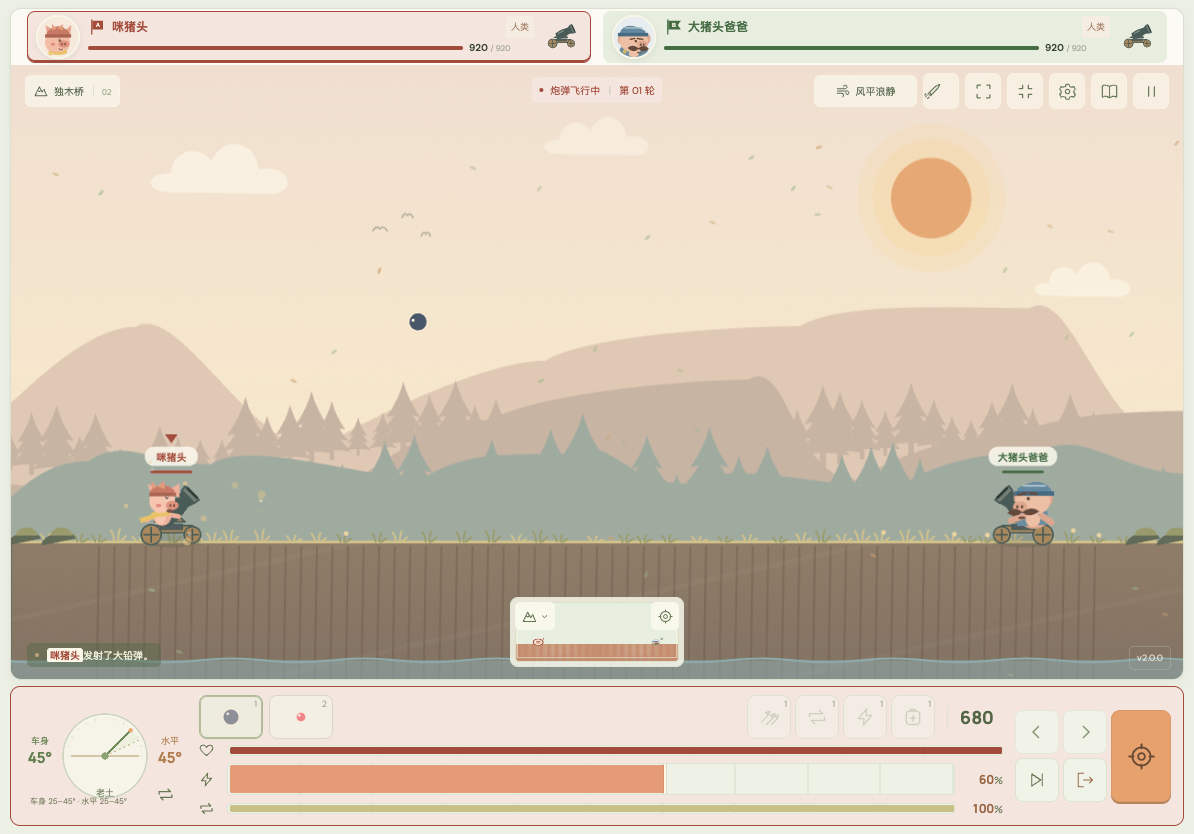 咪猪头
人类
920 / 920
大猪头爸爸
人类
920 / 920
独木桥 02
炮弹飞行中 第 01 轮
风平浪静
咪猪头
大猪头爸爸
咪猪头发射了大铅弹。
v2.0.0
车身
45°
水平
45°
老土
车身 25–45° · 水平 25–45°
1
2
1
1
1
1
680
60%
100%